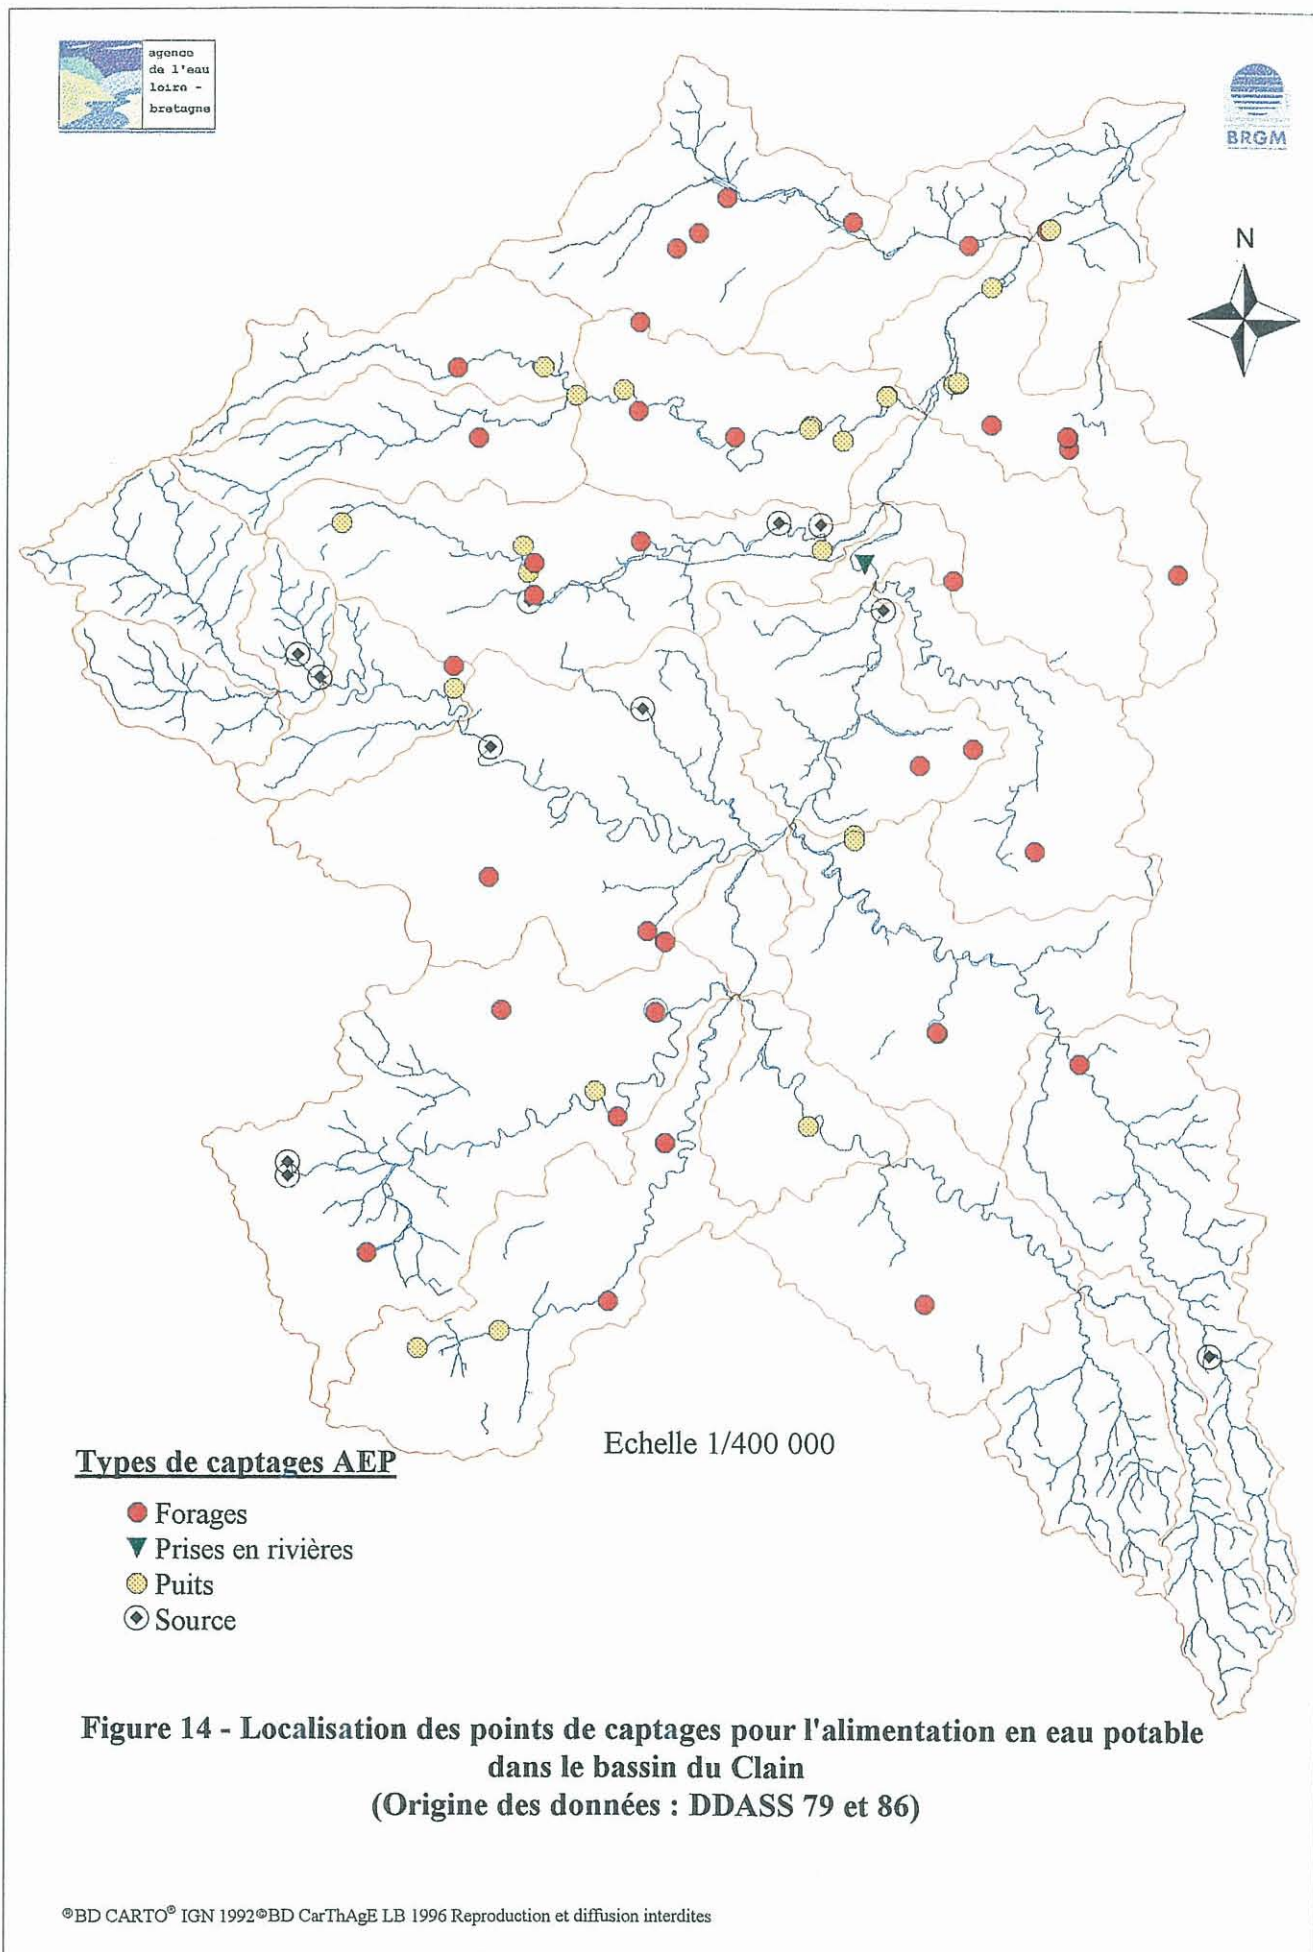 agence
de l'eau
loire -
bretagne
BRGM
N
Echelle 1/400 000
Types de captages AEP
Forages
Prises en rivières
Puits
Source
Figure 14 - Localisation des points de captages pour l'alimentation en eau potable
dans le bassin du Clain
(Origine des données : DDASS 79 et 86)
®BD CARTO® IGN 1992©BD CarThAgE LB 1996 Reproduction et diffusion interdites